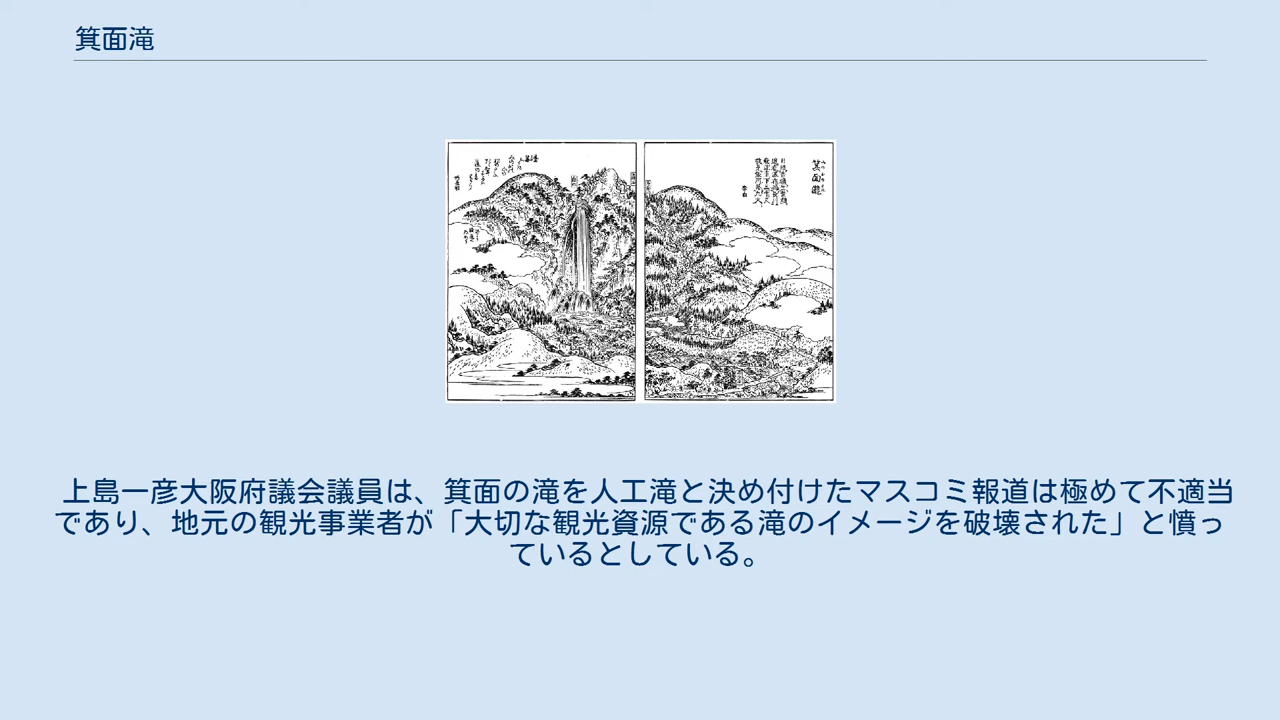 箕面滝
箕面瀧
上島一彦大阪府議会議員は、箕面の滝を人工滝と決め付けたマスコミ報道は極めて不適当
であり、地元の観光事業者が「大切な観光資源である滝のイメージを破壊された」と憤っ
ているとしている。